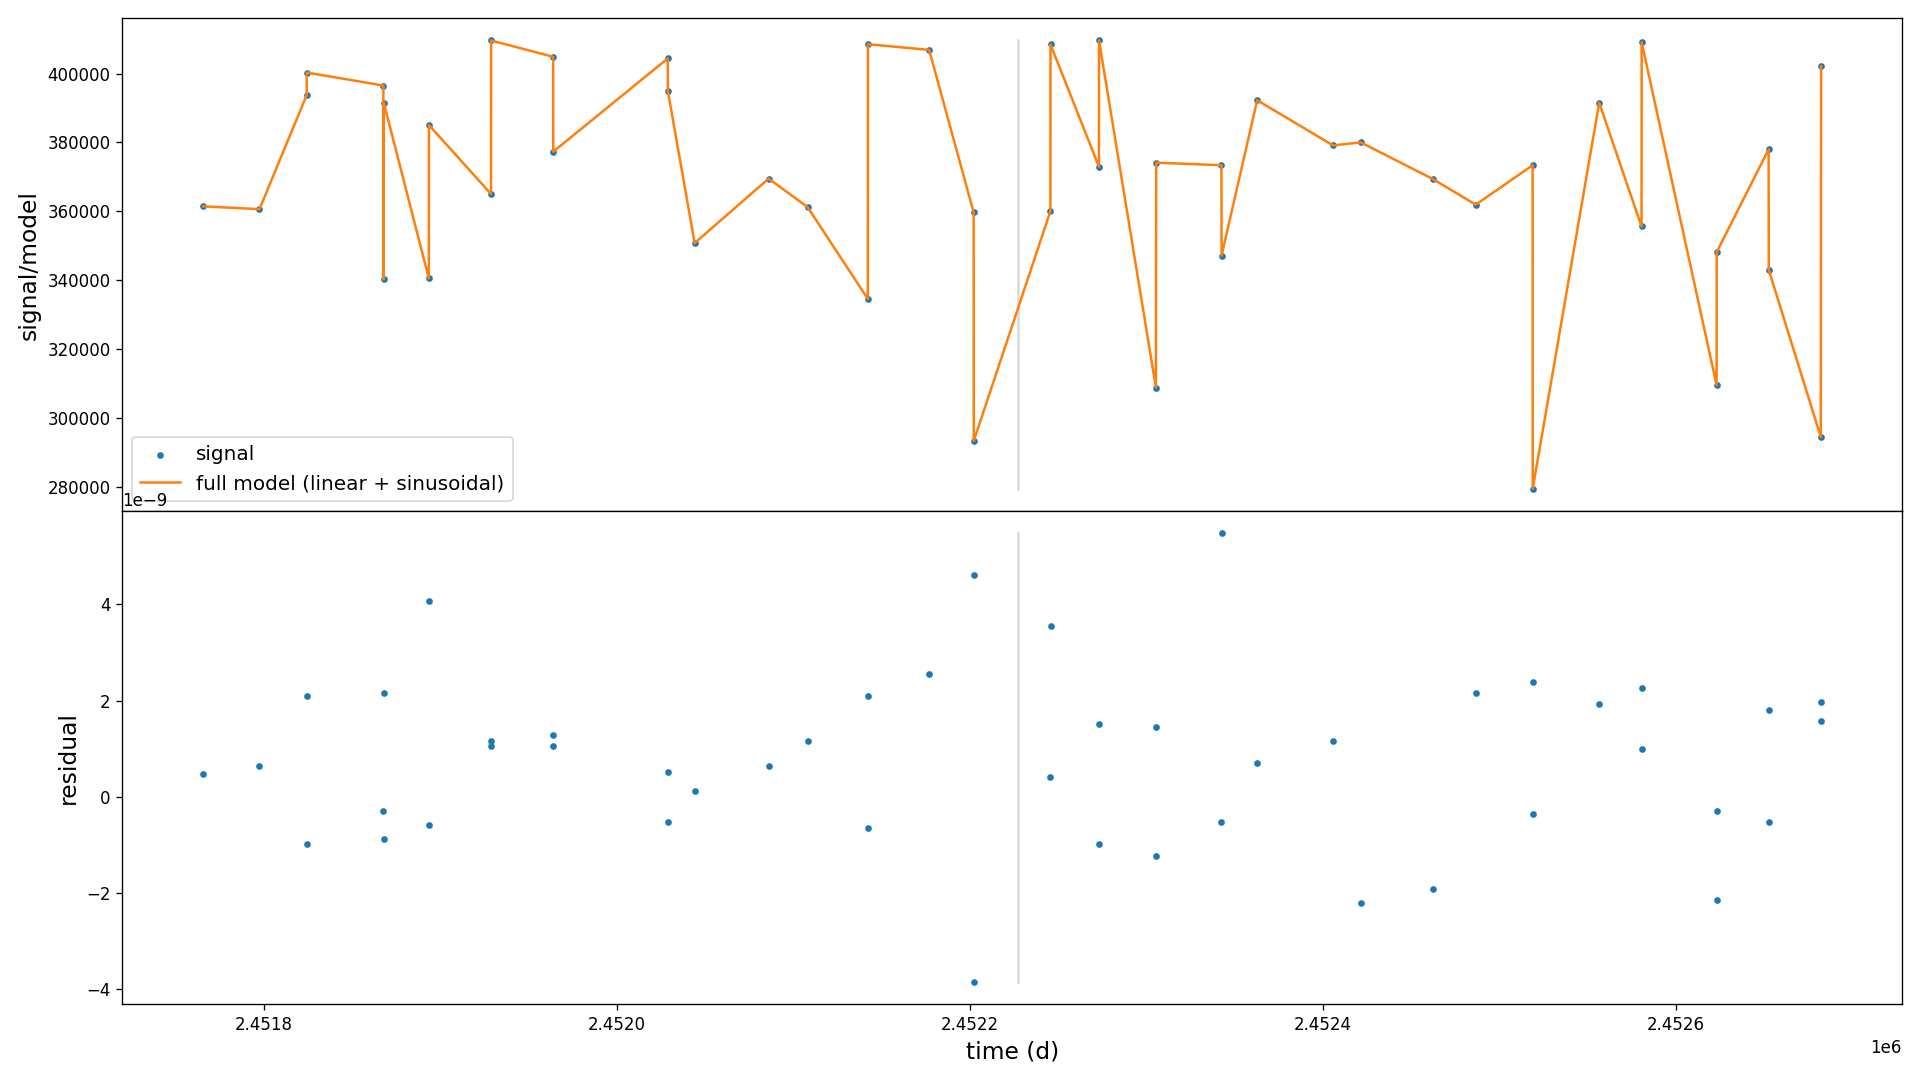 400000
380000
360000
340000
320000
300000
280000
signal/model
signal
full model (linear + sinusoidal)
1e−9
4
2
0
−2
−4
residual
2.4518
2.4520
2.4522
2.4524
2.4526
time (d)
1e6